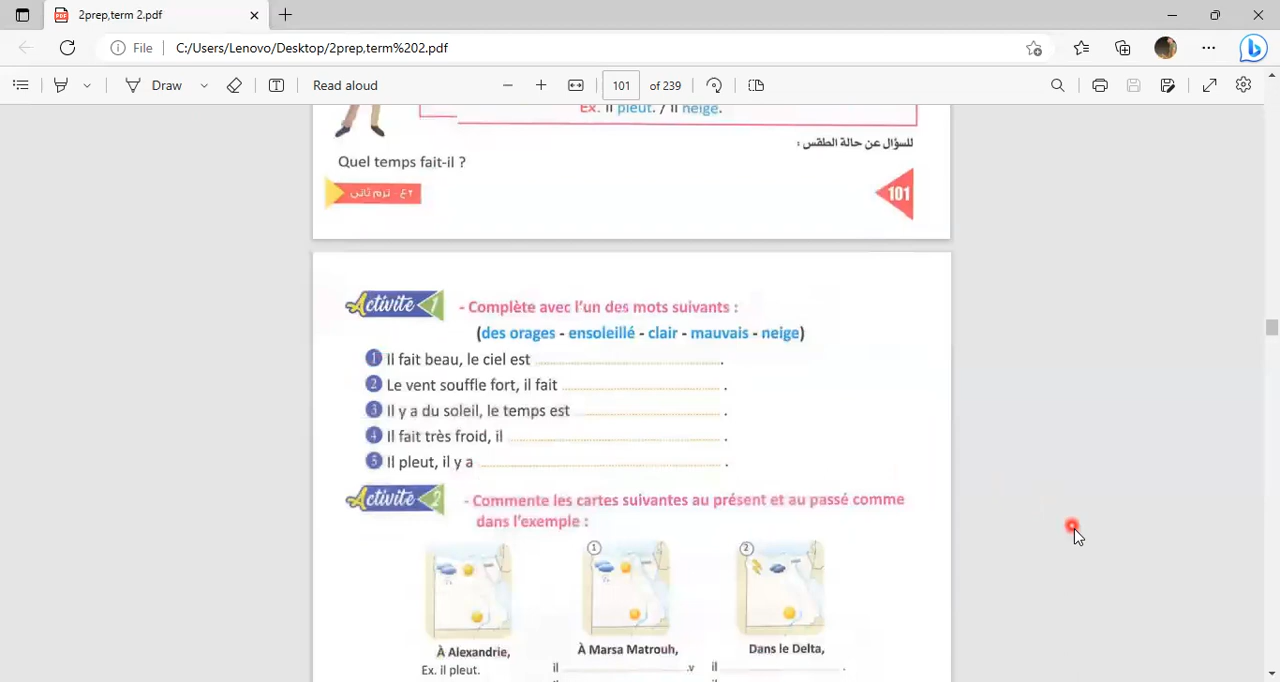 2prep,term 2.pdf
File
C:/Users/Lenovo/Desktop/2prep,term%202.pdf
Draw
Read aloud
101
of 239
Ex. Il pleut. / Il neige.
للسؤال عن حالة الطقس :
Quel temps fait-il ?
ع٢ - ترم ثانى
101
Activite 1
- Complète avec l'un des mots suivants :
(des orages - ensoleillé - clair - mauvais - neige)
1 Il fait beau, le ciel est .
2 Le vent souffle fort, il fait .
3 Il y a du soleil, le temps est .
4 Il fait très froid, il .
5 Il pleut, il y a .
Activite 2
- Commente les cartes suivantes au présent et au passé comme
dans l'exemple :
1
2
À Alexandrie,
À Marsa Matrouh,
Dans le Delta,
Ex. il pleut.
il .v
il .